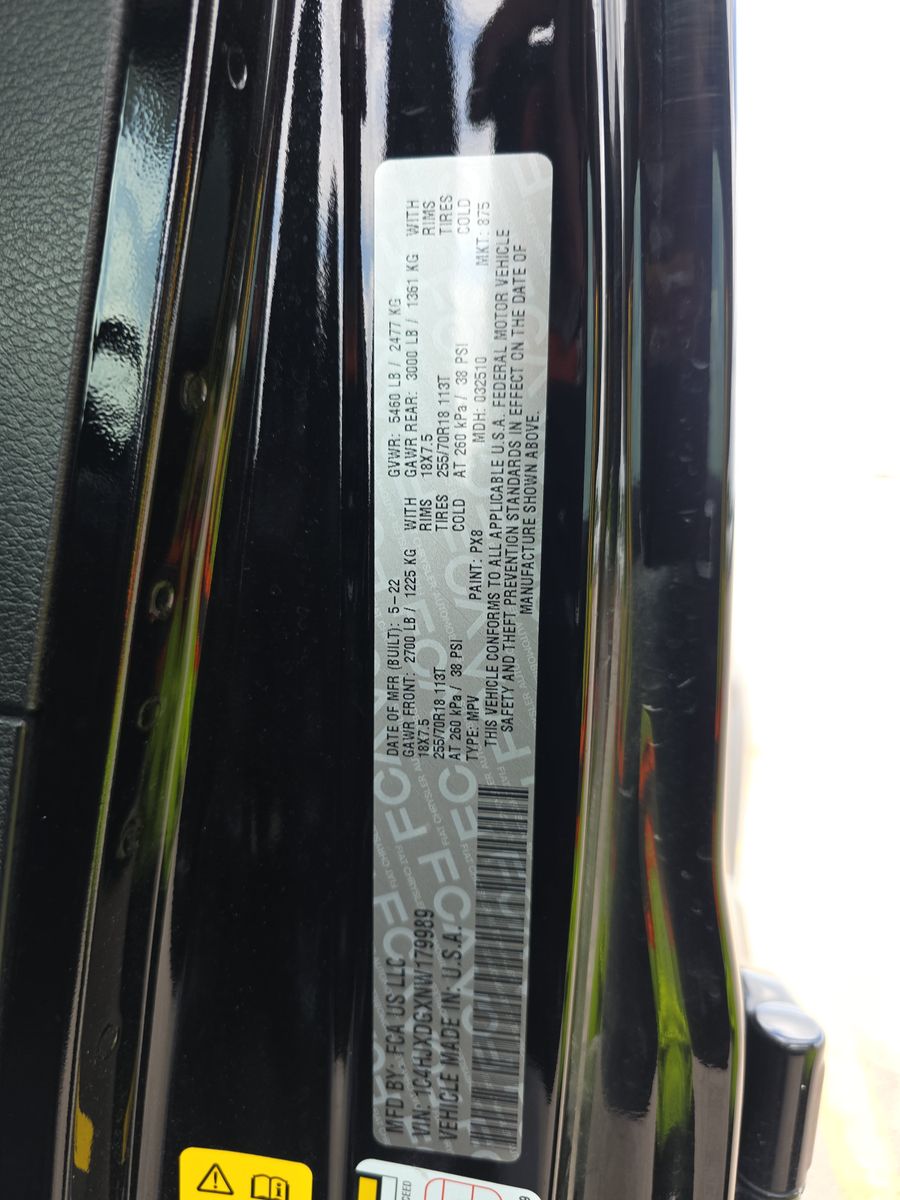 MFD BY: FCA US LLC
DATE OF MFR (BUILT): 5-22
GVWR: 5460 LB / 2477 KG
VIN: 1C4HJXDGXNW179989
GAWR FRONT: 2700 LB / 1225 KG WITH
GAWR REAR: 3000 LB / 1361 KG WITH
18X7.5 RIMS
18X7.5 RIMS
255/70R18 113T TIRES
255/70R18 113T TIRES
VEHICLE MADE IN: U.S.A.
AT 260 kPa / 38 PSI COLD
AT 260 kPa / 38 PSI COLD
TYPE: MPV PAINT: PX8 MDH: 032510 MKT: 875
THIS VEHICLE CONFORMS TO ALL APPLICABLE U.S.A. FEDERAL MOTOR VEHICLE
SAFETY AND THEFT PREVENTION STANDARDS IN EFFECT ON THE DATE OF
MANUFACTURE SHOWN ABOVE.
FCA